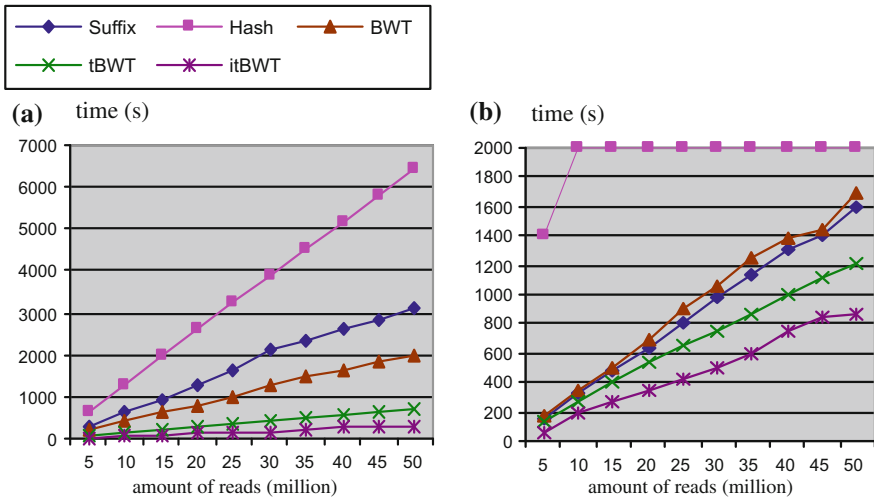 Suffix Hash BWT
tBWT itBWT
(a) time (s)
7000
6000
5000
4000
3000
2000
1000
0
5 10 15 20 25 30 35 40 45 50
amount of reads (million)
(b) time (s)
2000
1800
1600
1400
1200
1000
800
600
400
200
0
5 10 15 20 25 30 35 40 45 50
amount of reads (million)